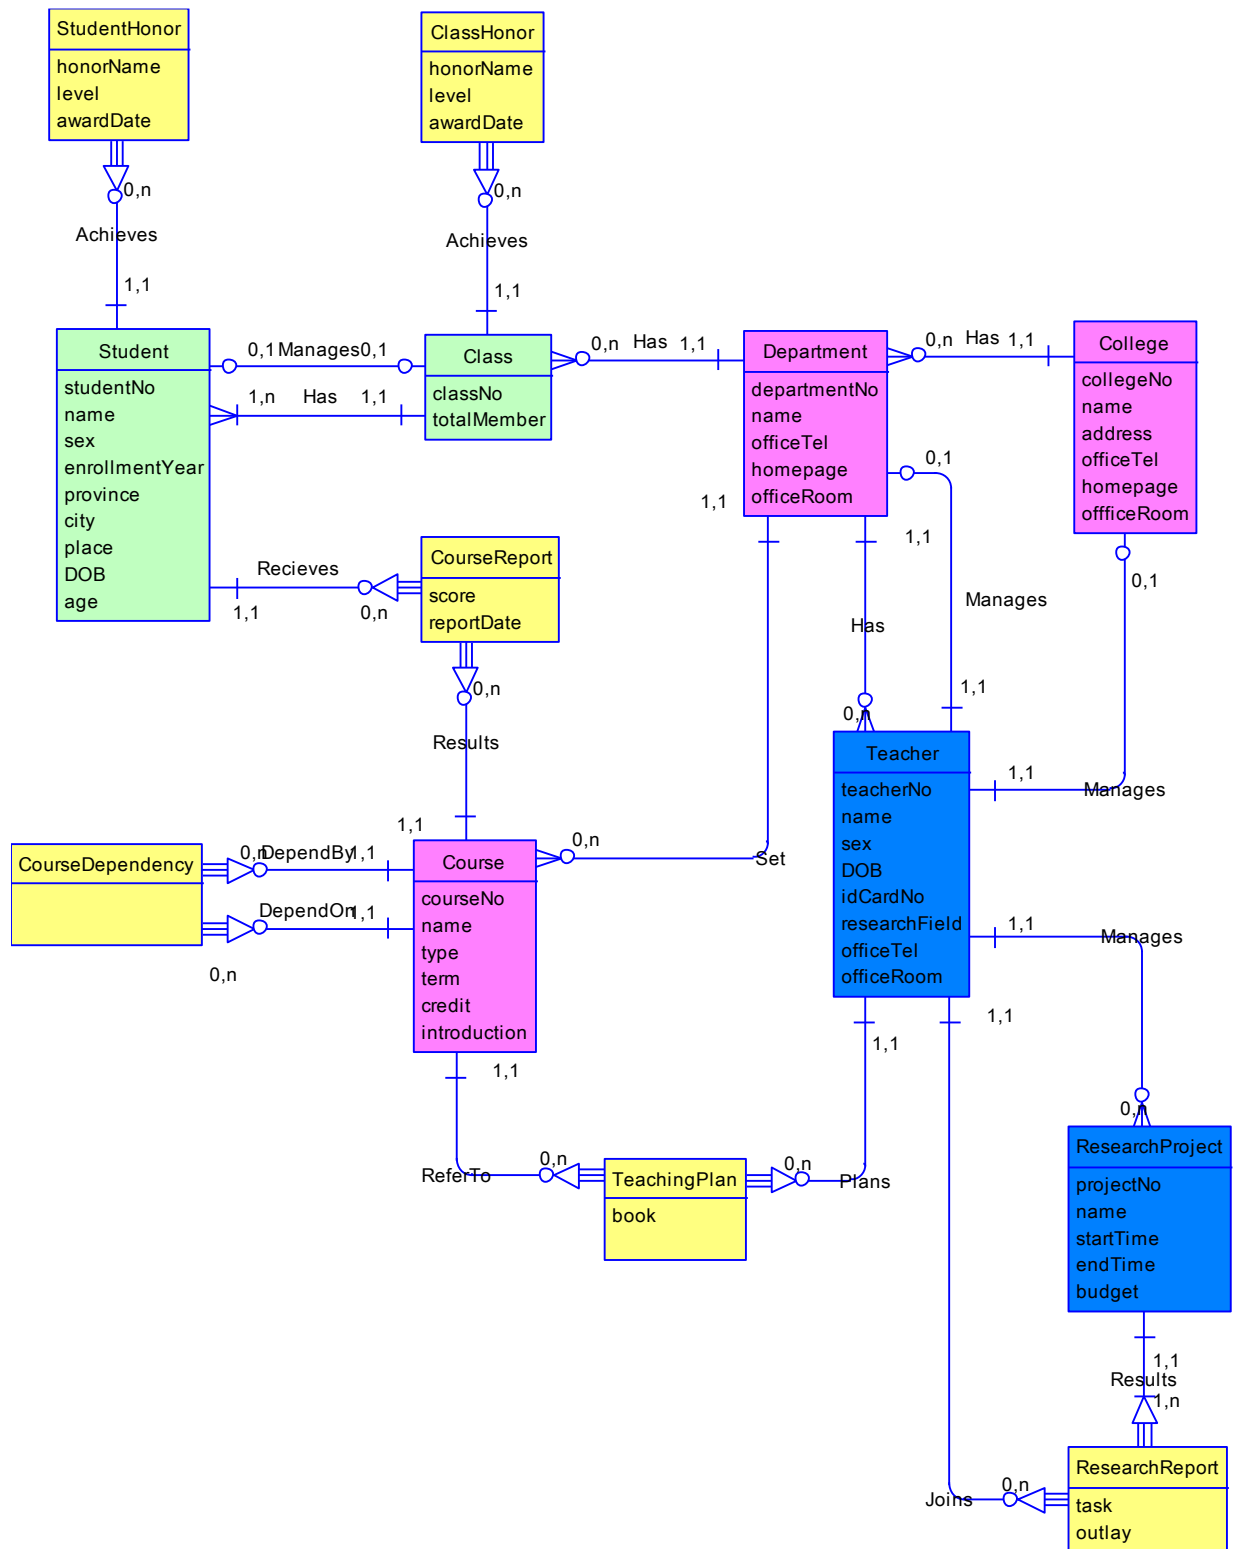 StudentHonor
honorName
level
awardDate
ClassHonor
honorName
level
awardDate
0,n
Achieves
1,1
0,n
Achieves
1,1
Student
studentNo
name
sex
enrollmentYear
province
city
place
DOB
age
0,1 Manages 0,1
1,n Has 1,1
Class
classNo
totalMember
0,n Has 1,1
Department
departmentNo
name
officeTel
homepage
officeRoom
0,n Has 1,1
College
collegeNo
name
address
officeTel
homepage
offficeRoom
0,1
1,1
1,1
0,1
Manages
Has
Recieves
1,1
0,n
CourseReport
score
reportDate
0,n
Results
1,1
0,n
1,1
Teacher
teacherNo
name
sex
DOB
idCardNo
researchField
officeTel
officeRoom
1,1
Manages
CourseDependency
0,n DependBy 1,1
DependOn 1,1
0,n
Course
courseNo
name
type
term
credit
introduction
0,n
Set
1,1
Manages
1,1
1,1
1,1
0,n
ReferTo
0,n
TeachingPlan
book
0,n
Plans
ResearchProject
projectNo
name
startTime
endTime
budget
1,1
Results
1,n
ResearchReport
task
outlay
0,n
Joins